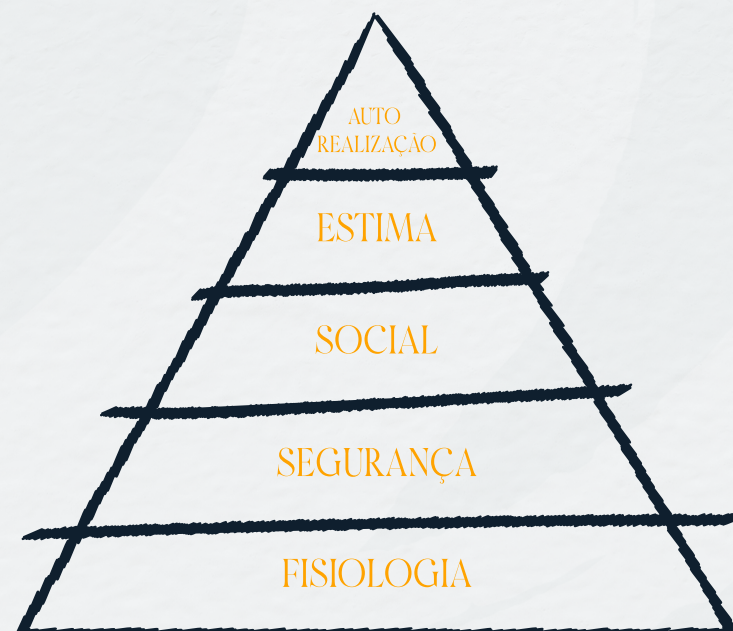 AUTO
REALIZAÇÃO
ESTIMA
SOCIAL
SEGURANÇA
FISIOLOGIA